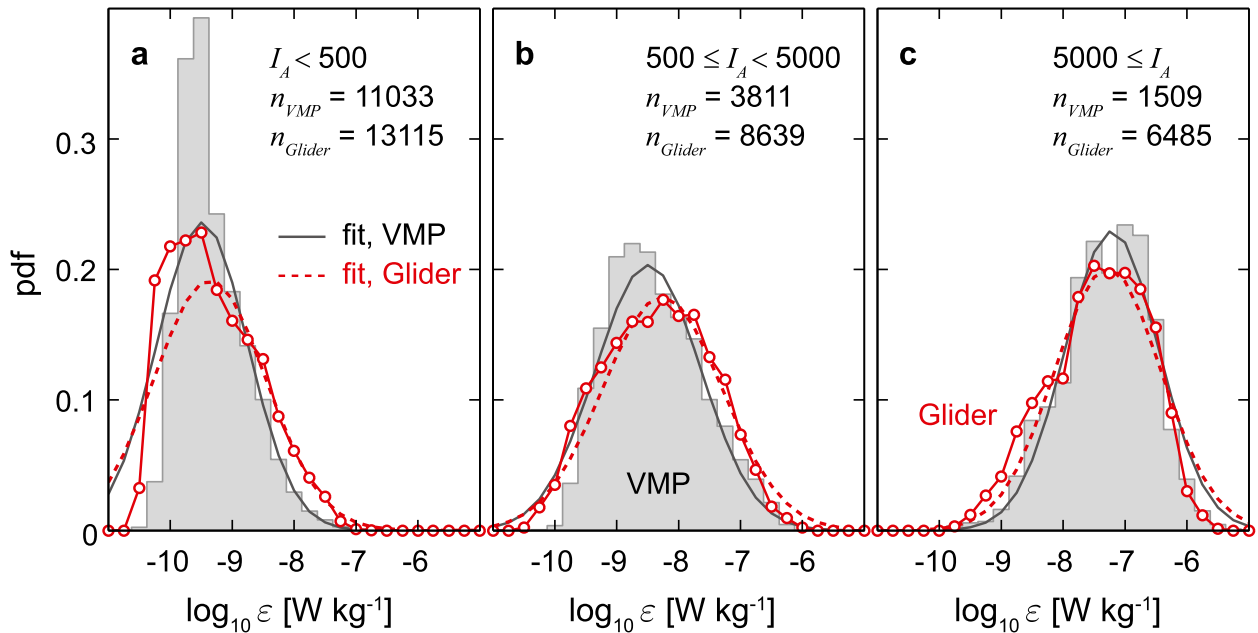 a
I_A < 500
n_VMP = 11033
n_Glider = 13115
fit, VMP
fit, Glider
b
500 ≤ I_A < 5000
n_VMP = 3811
n_Glider = 8639
VMP
c
5000 ≤ I_A
n_VMP = 1509
n_Glider = 6485
Glider
pdf
0.3
0.2
0.1
0
-10 -9 -8 -7 -6
-10 -9 -8 -7 -6
-10 -9 -8 -7 -6
log₁₀ ε [W kg⁻¹]
log₁₀ ε [W kg⁻¹]
log₁₀ ε [W kg⁻¹]